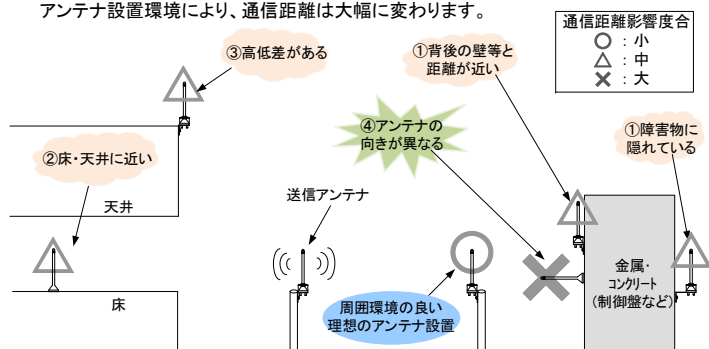 アンテナ設置環境により、通信距離は大幅に変わります。
通信距離影響度合
○ : 小
△ : 中
× : 大
③高低差がある
①背後の壁等と
距離が近い
④アンテナの
向きが異なる
①障害物に
隠れている
②床・天井に近い
天井
送信アンテナ
床
周囲環境の良い
理想のアンテナ設置
金属・
コンクリート
(制御盤など)